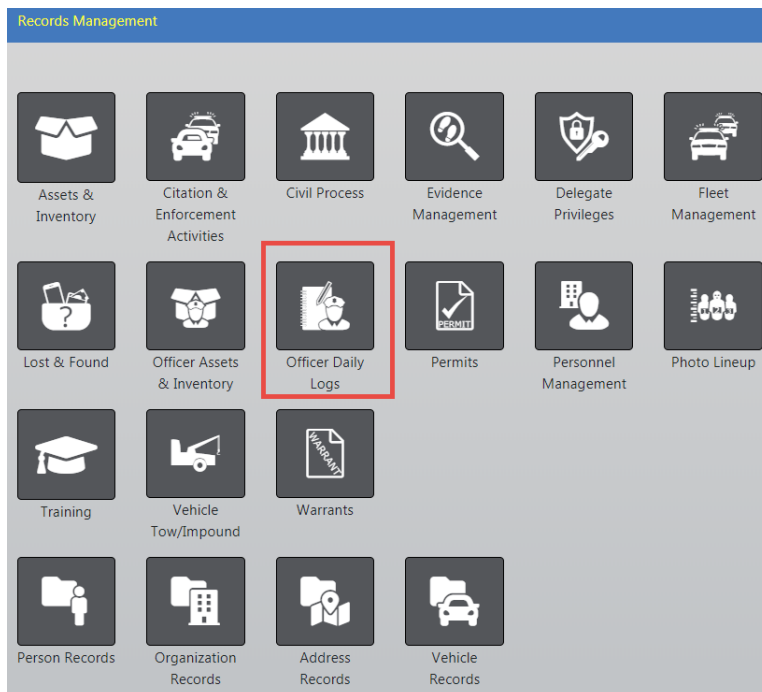 Records Management
Assets &
Inventory
Citation &
Enforcement
Activities
Civil Process
Evidence
Management
Delegate
Privileges
Fleet
Management
Lost & Found
Officer Assets
& Inventory
Officer Daily
Logs
PERMIT
Permits
Personnel
Management
Photo Lineup
Training
Vehicle
Tow/Impound
WARRANT
Warrants
Person Records
Organization
Records
Address
Records
Vehicle
Records